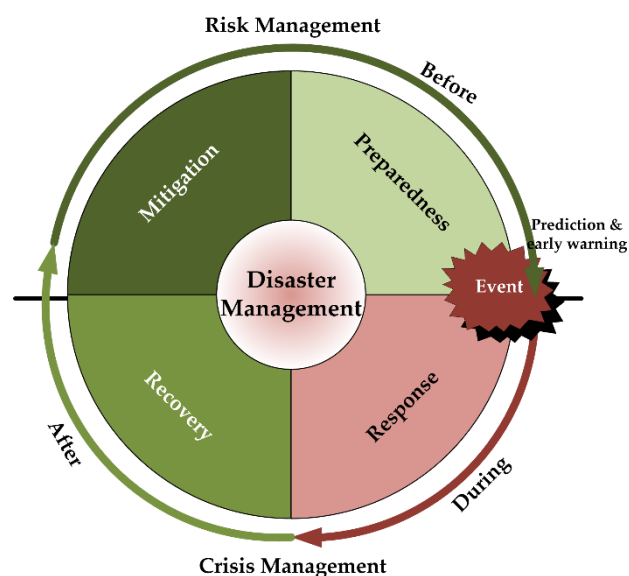 Risk Management
Before
Mitigation
Preparedness
Prediction &
early warning
Disaster
Management
Event
Recovery
Response
After
During
Crisis Management